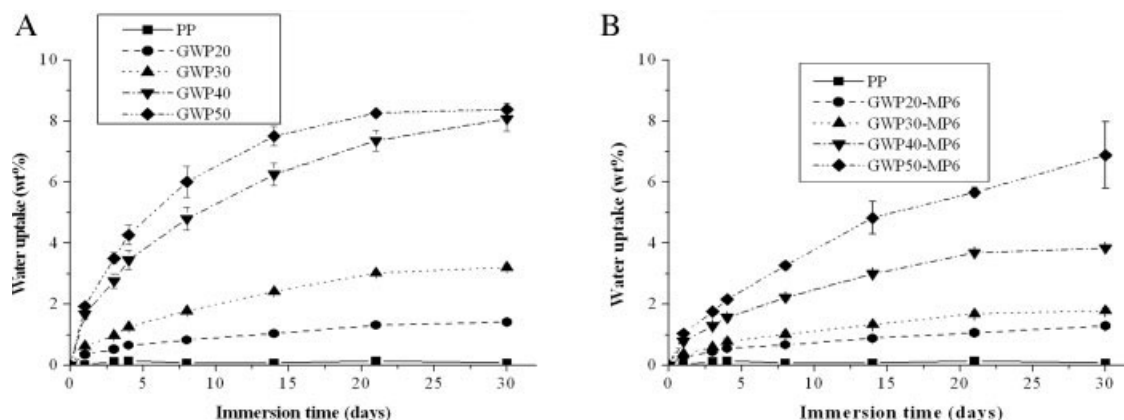 A
PP
GWP20
GWP30
GWP40
GWP50
10
8
6
4
2
0
Water uptake (wt%)
0 5 10 15 20 25 30
Immersion time (days)
B
PP
GWP20-MP6
GWP30-MP6
GWP40-MP6
GWP50-MP6
10
8
6
4
2
0
Water uptake (wt%)
0 5 10 15 20 25 30
Immersion time (days)